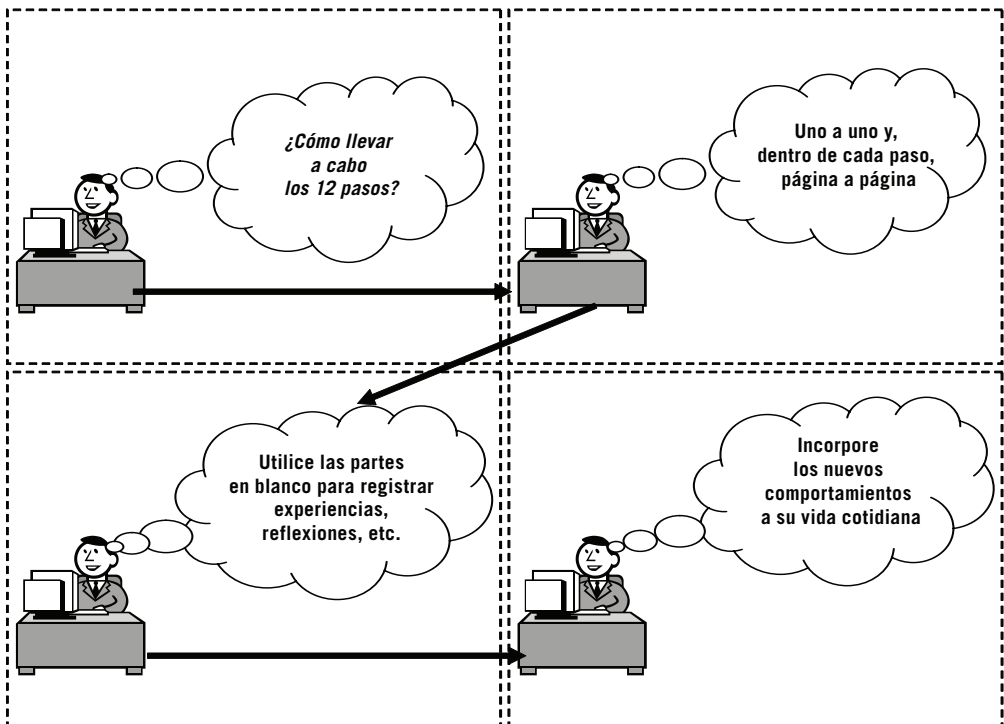 ¿Cómo llevar
a cabo
los 12 pasos?
Uno a uno y,
dentro de cada paso,
página a página
Utilice las partes
en blanco para registrar
experiencias,
reflexiones, etc.
Incorpore
los nuevos
comportamientos
a su vida cotidiana